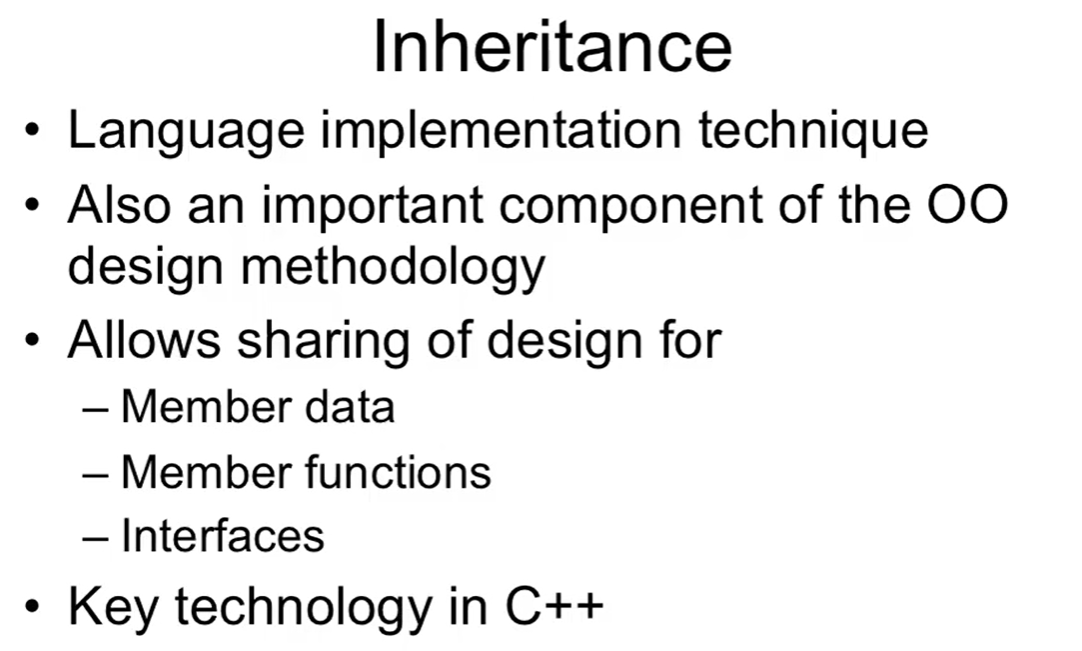 Inheritance
• Language implementation technique
• Also an important component of the OO
design methodology
• Allows sharing of design for
– Member data
– Member functions
– Interfaces
• Key technology in C++